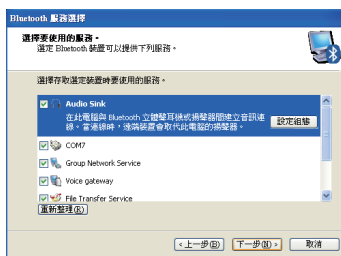 Bluetooth 服務選擇
選擇要使用的服務。
選定 Bluetooth 裝置可以提供下列服務。
選擇存取選定裝置時要使用的服務。
Audio Sink
在此電腦與 Bluetooth 立體聲耳機或揚聲器間建立音訊連
線。當連線時，遠端裝置會取代此電腦的揚聲器。
設定組態
COM7
Group Network Service
Voice gateway
File Transfer Service
重新整理(R)
<上一步(B)
下一步(N)>
取消